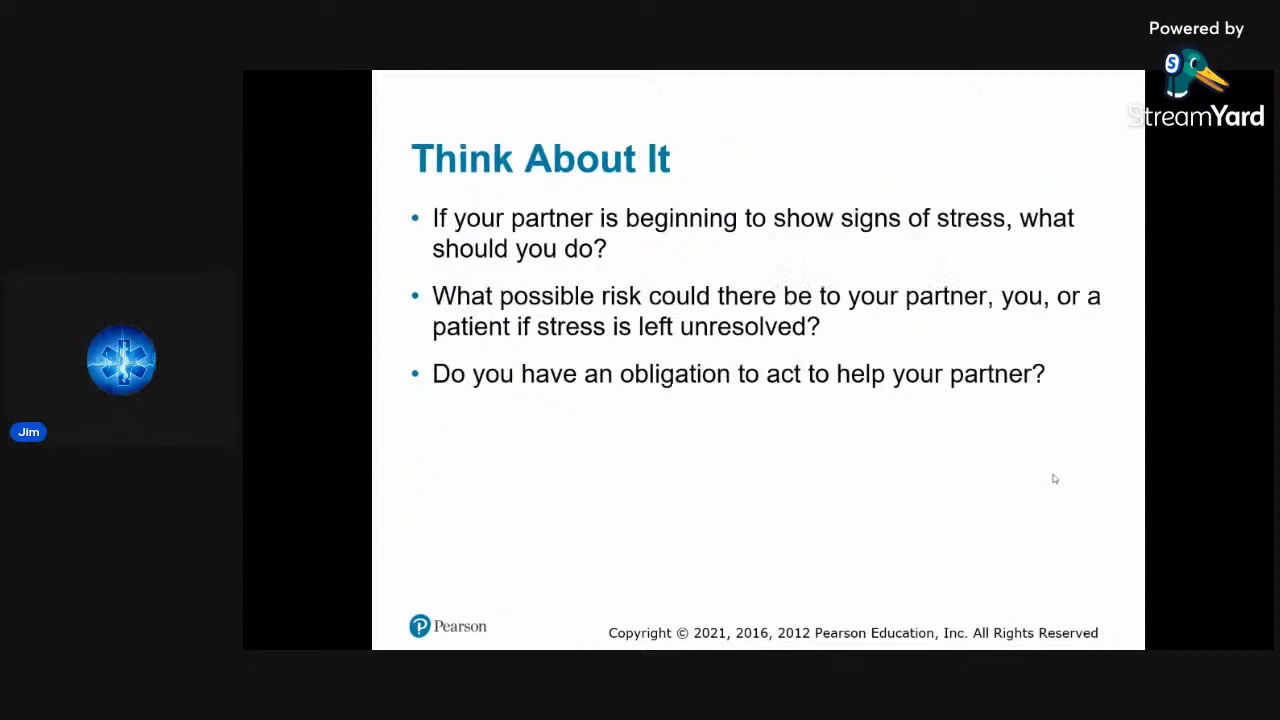 Powered by
StreamYard
Think About It
• If your partner is beginning to show signs of stress, what
should you do?
• What possible risk could there be to your partner, you, or a
patient if stress is left unresolved?
• Do you have an obligation to act to help your partner?
Jim
Pearson
Copyright © 2021, 2016, 2012 Pearson Education, Inc. All Rights Reserved